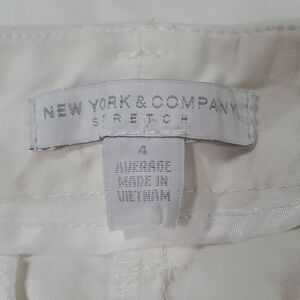 NEW YORK & COMPANY
STRETCH
4
AVERAGE
MADE IN
VIETNAM